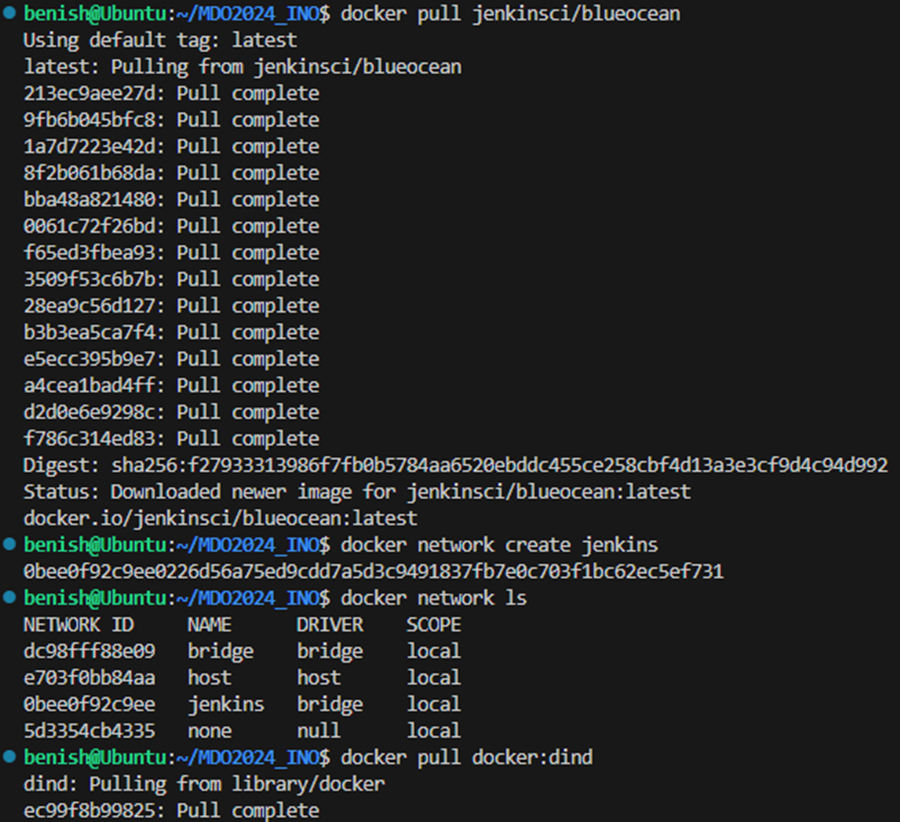 benish@Ubuntu:~/MDO2024_INO$ docker pull jenkinsci/blueocean
Using default tag: latest
latest: Pulling from jenkinsci/blueocean
213ec9aee27d: Pull complete
9fb6b045bfc8: Pull complete
1a7d7223e42d: Pull complete
8f2b061b68da: Pull complete
bba48a821480: Pull complete
0061c72f26bd: Pull complete
f65ed3fbea93: Pull complete
3509f53c6b7b: Pull complete
28ea9c56d127: Pull complete
b3b3ea5ca7f4: Pull complete
e5ecc395b9e7: Pull complete
a4cea1bad4ff: Pull complete
d2d0e6e9298c: Pull complete
f786c314ed83: Pull complete
Digest: sha256:f27933313986f7fb0b5784aa6520ebddc455ce258cbf4d13a3e3cf9d4c94d992
Status: Downloaded newer image for jenkinsci/blueocean:latest
docker.io/jenkinsci/blueocean:latest
benish@Ubuntu:~/MDO2024_INO$ docker network create jenkins
0bee0f92c9ee0226d56a75ed9cdd7a5d3c9491837fb7e0c703f1bc62ec5ef731
benish@Ubuntu:~/MDO2024_INO$ docker network ls
NETWORK ID NAME DRIVER SCOPE
dc98fff88e09 bridge bridge local
e703f0bb84aa host host local
0bee0f92c9ee jenkins bridge local
5d3354cb4335 none null local
benish@Ubuntu:~/MDO2024_INO$ docker pull docker:dind
dind: Pulling from library/docker
ec99f8b99825: Pull complete